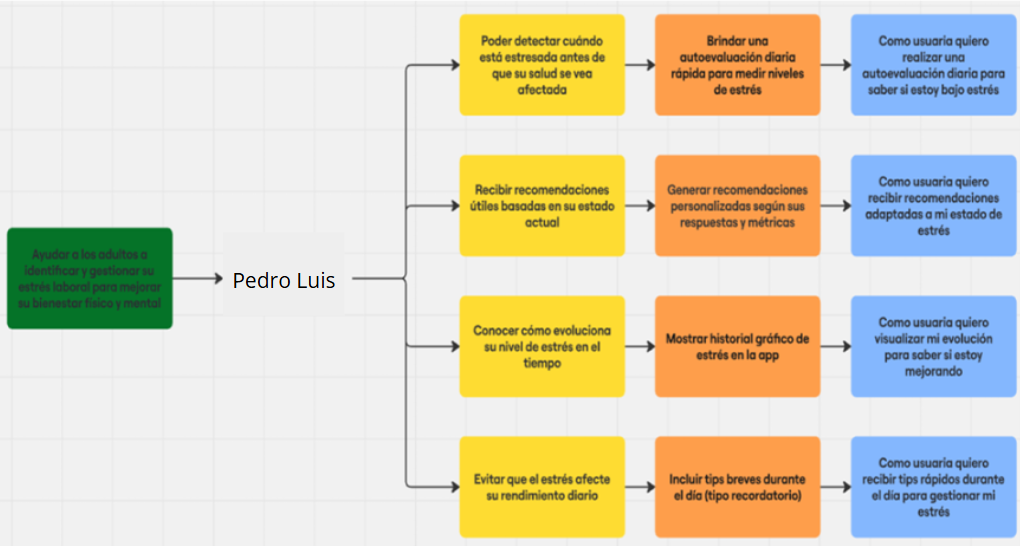 Ayudar a los adultos a
identificar y gestionar su
estrés laboral para mejorar
su bienestar físico y mental
Pedro Luis
Poder detectar cuándo
está estresada antes de
que su salud se vea
afectada
Brindar una
autoevaluación diaria
rápida para medir niveles
de estrés
Como usuaria quiero
realizar una
autoevaluación diaria para
saber si estoy bajo estrés
Recibir recomendaciones
útiles basadas en su estado
actual
Generar recomendaciones
personalizadas según sus
respuestas y métricas
Como usuaria quiero
recibir recomendaciones
adaptadas a mi estado de
estrés
Conocer cómo evoluciona
su nivel de estrés en el
tiempo
Mostrar historial gráfico de
estrés en la app
Como usuaria quiero
visualizar mi evolución
para saber si estoy
mejorando
Evitar que el estrés afecte
su rendimiento diario
Incluir tips breves durante
el día (tipo recordatorio)
Como usuaria quiero
recibir tips rápidos durante
el día para gestionar mi
estrés